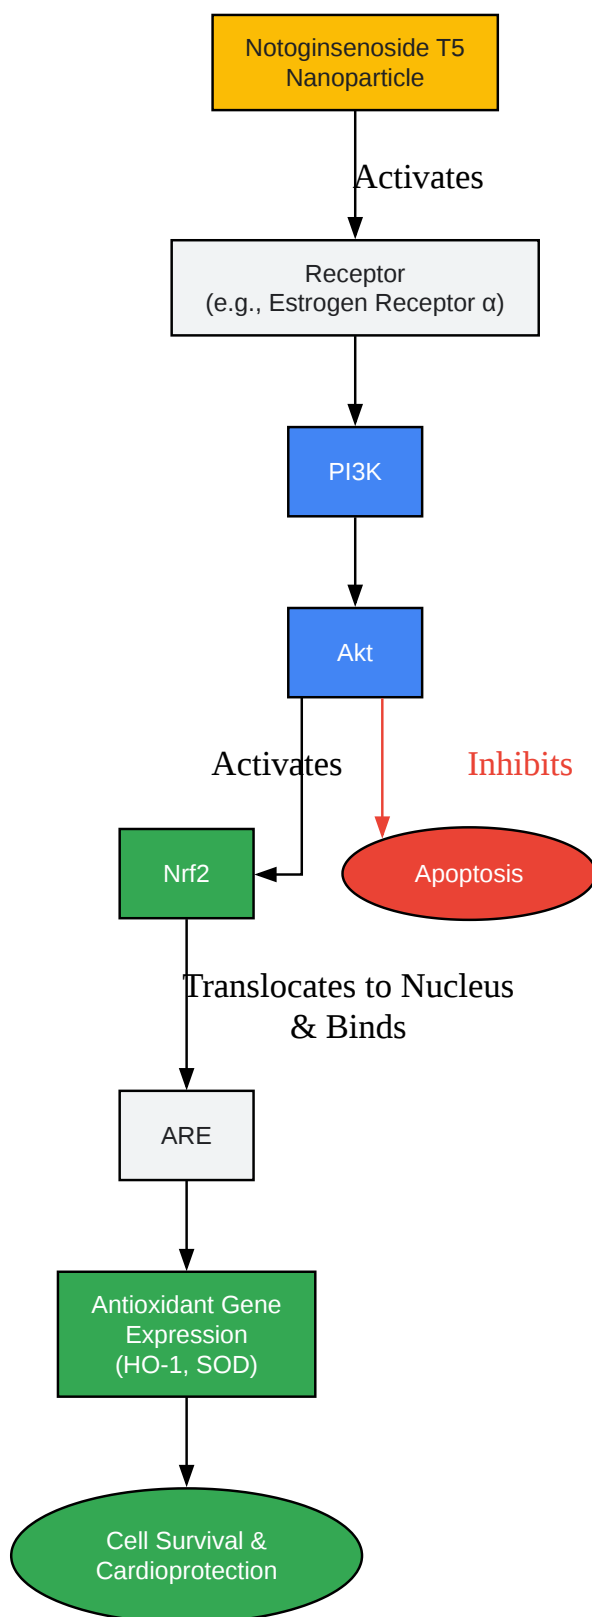 Notoginsenoside T5
Nanoparticle
Activates
Receptor
(e.g., Estrogen Receptor α)
PI3K
Akt
Activates
Inhibits
Nrf2
Apoptosis
Translocates to Nucleus
& Binds
ARE
Antioxidant Gene
Expression
(HO-1, SOD)
Cell Survival &
Cardioprotection